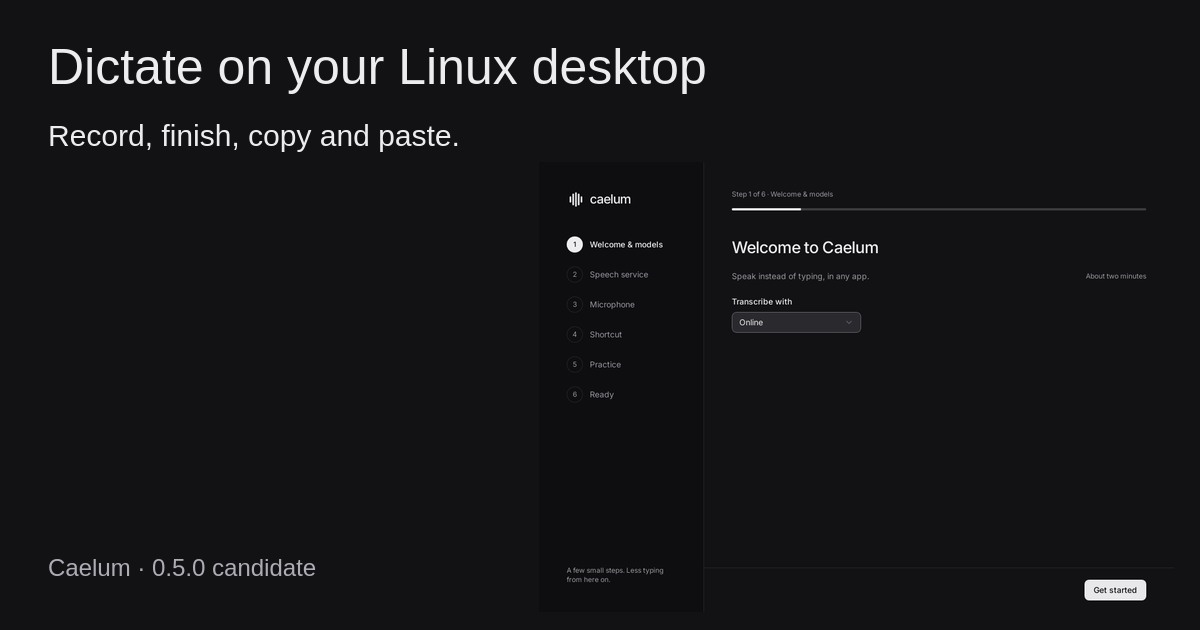 Dictate on your Linux desktop
Record, finish, copy and paste.
caelum
1 Welcome & models
2 Speech service
3 Microphone
4 Shortcut
5 Practice
6 Ready
A few small steps. Less typing
from here on.
Step 1 of 6 · Welcome & models
Welcome to Caelum
Speak instead of typing, in any app.
About two minutes
Transcribe with
Online
Get started
Caelum · 0.5.0 candidate